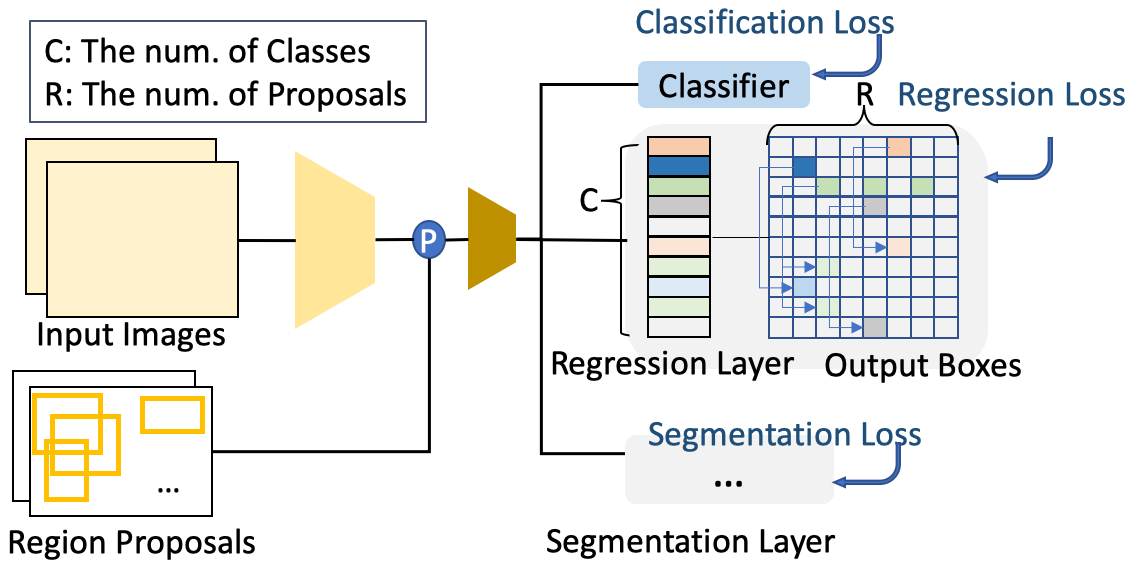 C: The num. of Classes
R: The num. of Proposals
Classification Loss
Classifier
R
Regression Loss
C
P
Input Images
Regression Layer
Output Boxes
Segmentation Loss
...
...
Region Proposals
Segmentation Layer